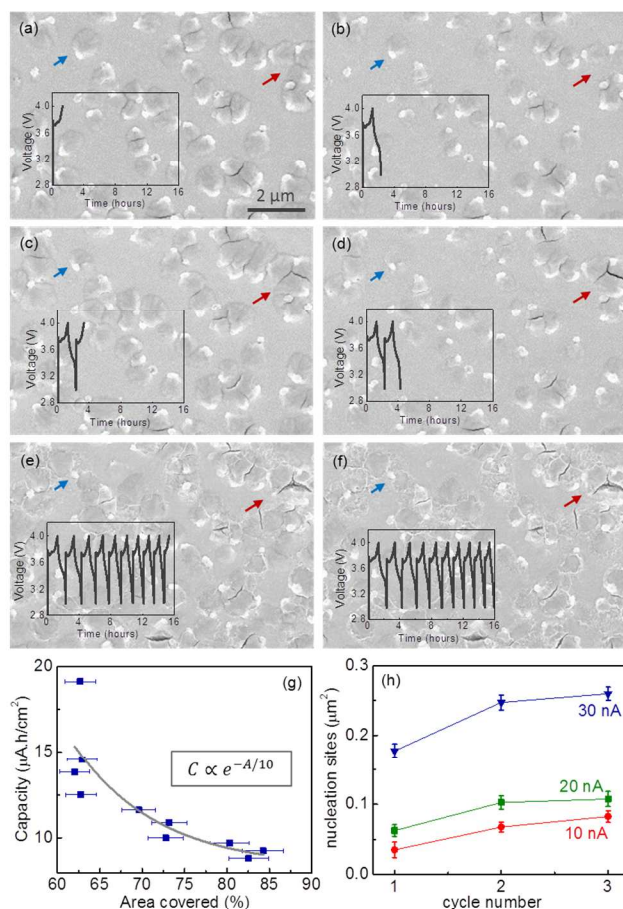 (a)
Voltage (V)
4.0
3.6
3.2
2.8
0 4 8 12 16
Time (hours)
2 μm
(b)
Voltage (V)
4.0
3.6
3.2
2.8
0 4 8 12 16
Time (hours)
(c)
Voltage (V)
4.0
3.6
3.2
2.8
0 4 8 12 16
Time (hours)
(d)
Voltage (V)
4.0
3.6
3.2
2.8
0 4 8 12 16
Time (hours)
(e)
Voltage (V)
4.0
3.6
3.2
2.8
0 4 8 12 16
Time (hours)
(f)
Voltage (V)
4.0
3.6
3.2
2.8
0 4 8 12 16
Time (hours)
(g)
Capacity (μA.h/cm²)
20
15
10
C ∝ e^{−A/10}
60 65 70 75 80 85 90
Area covered (%)
(h)
nucleation sites (μm²)
0.3
0.2
0.1
0.0
30 nA
20 nA
10 nA
1 2 3
cycle number